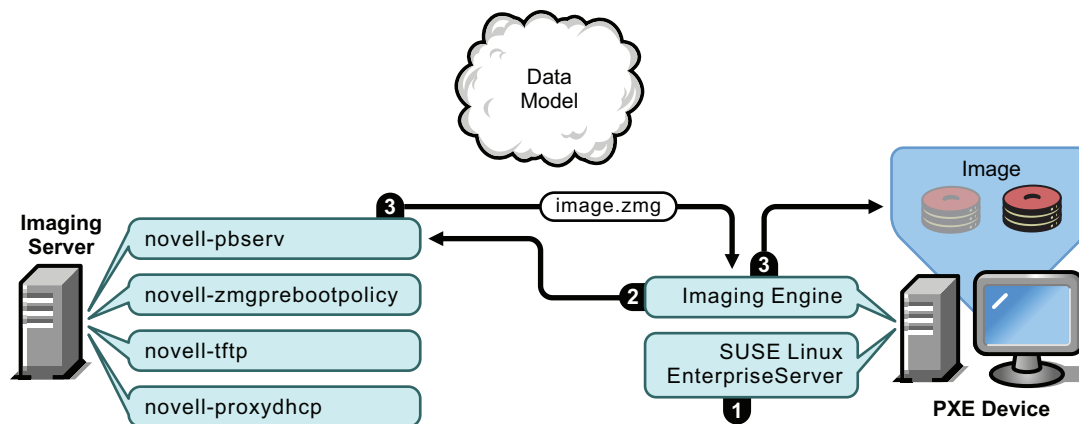 Data
Model
Image
3
image.zmg
Imaging
Server
novell-pbserv
3
novell-zmgprebootpolicy
2
Imaging Engine
novell-tftp
SUSE Linux
EnterpriseServer
novell-proxydhcp
1
PXE Device